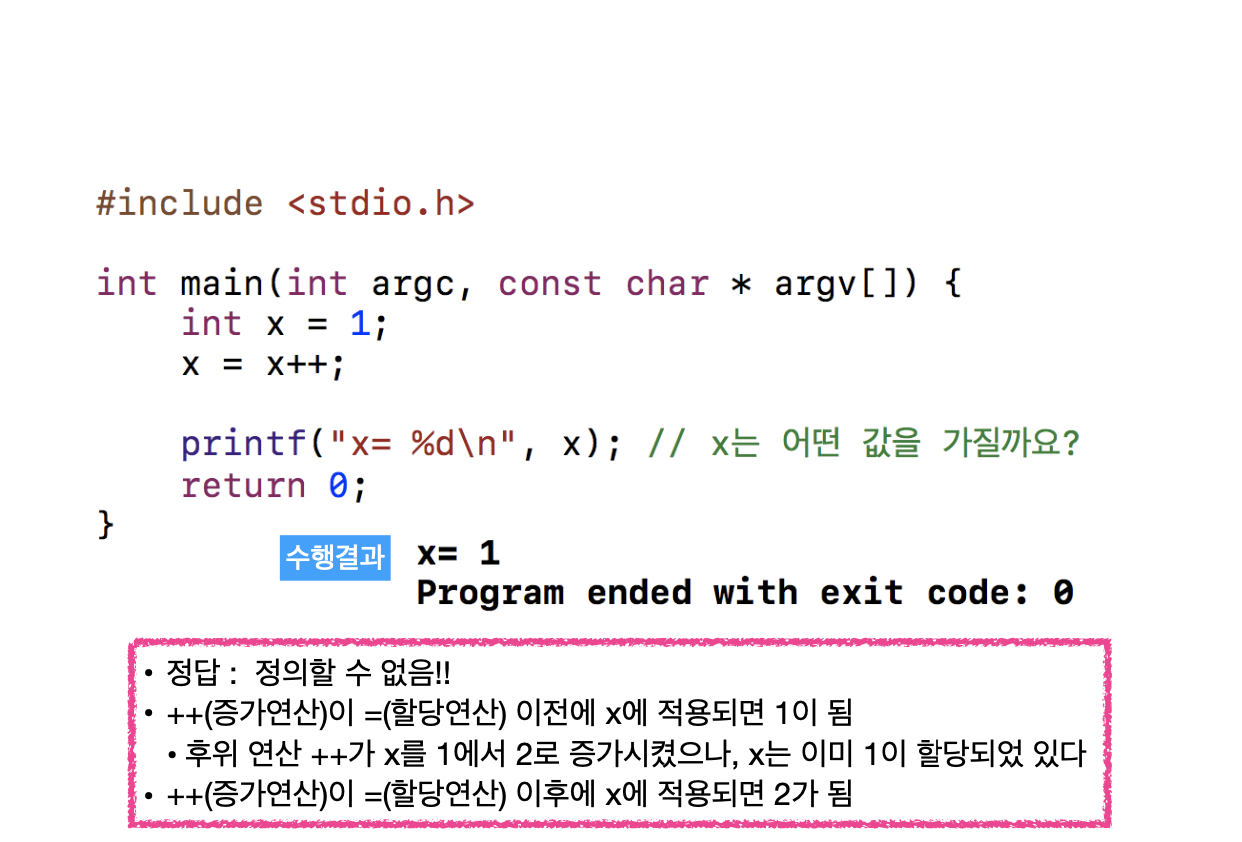 #include <stdio.h>
int main(int argc, const char * argv[]) {
    int x = 1;
    x = x++;
    printf("x= %d\n", x); // x는 어떤 값을 가질까요?
    return 0;
}
수행결과 x= 1
Program ended with exit code: 0
• 정답 : 정의할 수 없음!!
• ++(증가연산)이 =(할당연산) 이전에 x에 적용되면 1이 됨
• 후위 연산 ++가 x를 1에서 2로 증가시켰으나, x는 이미 1이 할당되었 있다
• ++(증가연산)이 =(할당연산) 이후에 x에 적용되면 2가 됨